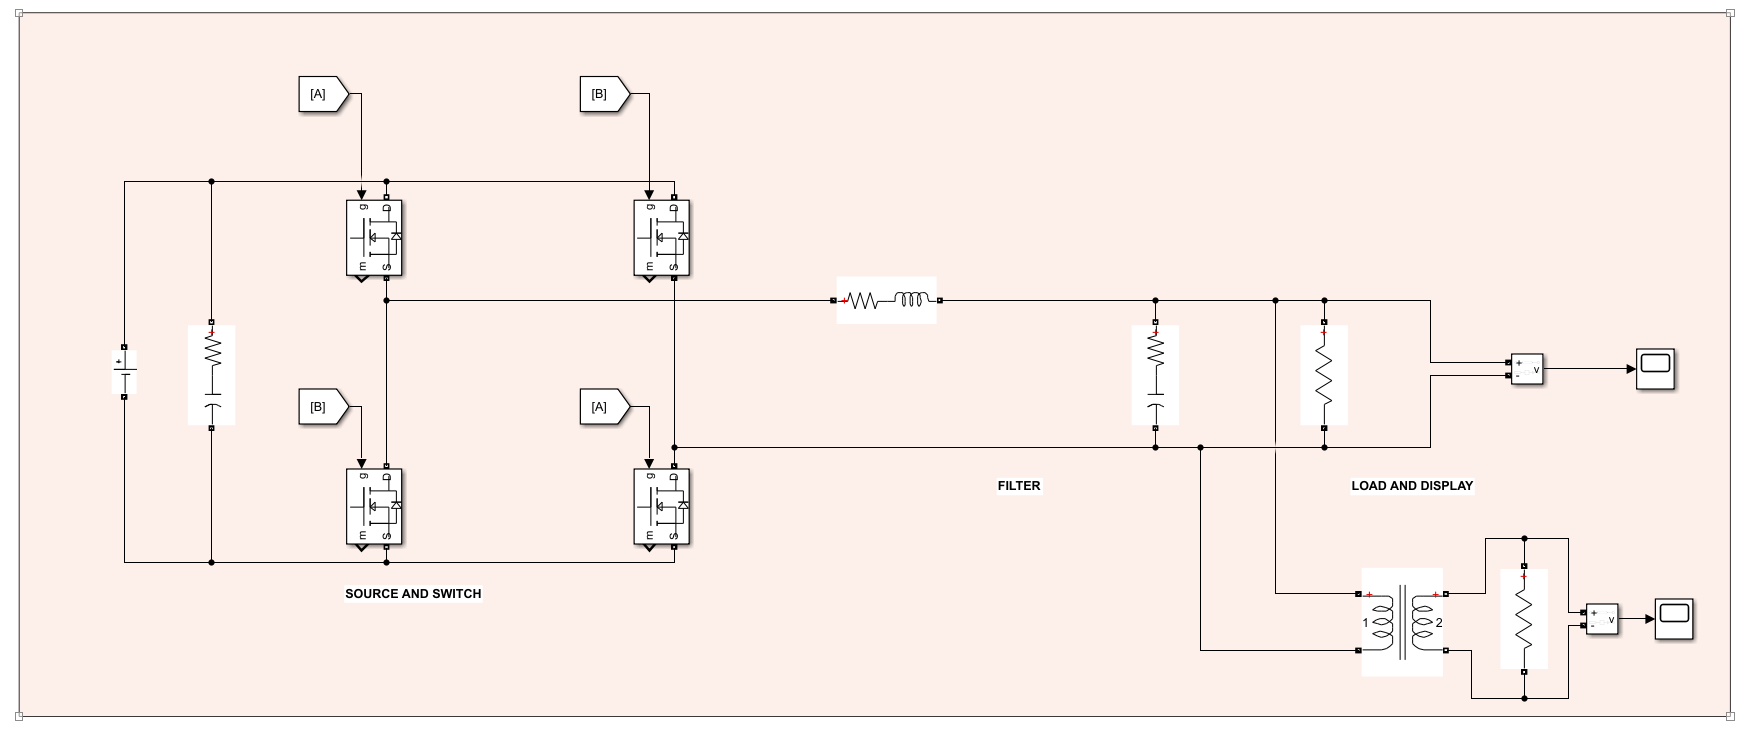 [A]
[B]
g
D
m
S
g
D
m
S
+
+
+
[B]
[A]
+
+
+
-
v
g
D
m
S
g
D
m
S
FILTER
LOAD AND DISPLAY
SOURCE AND SWITCH
+
+
+
1
2
+
-
v